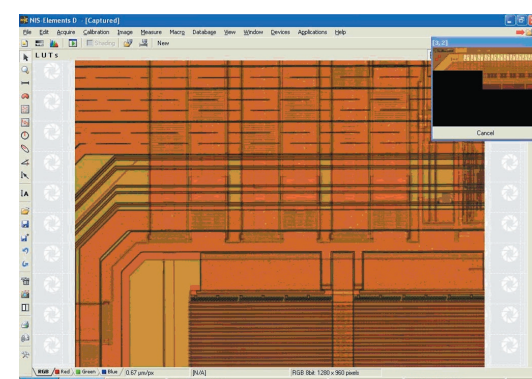 NIS-Elements D - [Captured]
File Edit Acquire Calibration Image Measure Macro Database View Window Devices Applications Help
Shading New
LUTs
Cancel
RGB Red Green Blue 0.67 µm/px [N/A] RGB 8bit: 1280 x 960 pixels